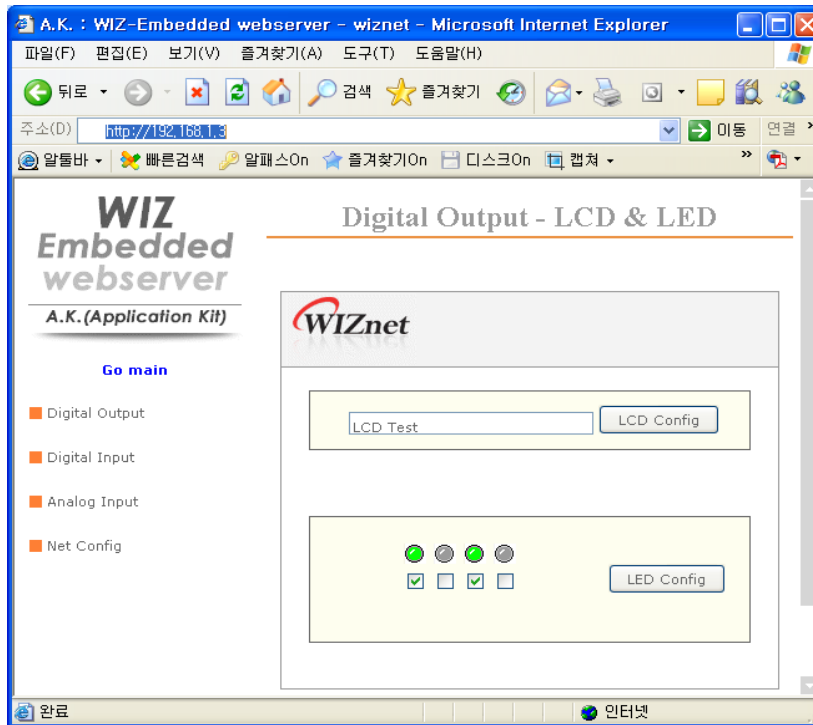 A.K. : WIZ-Embedded webserver - wiznet - Microsoft Internet Explorer
파일(F) 편집(E) 보기(V) 즐겨찾기(A) 도구(T) 도움말(H)
뒤로 검색 즐겨찾기
주소(D) http://192.168.1.3 이동 연결 »
알툴바 빠른검색 알패스On 즐겨찾기On 디스크On 캡쳐 »
WIZ
Embedded
webserver
A.K.(Application Kit)
Go main
Digital Output
Digital Input
Analog Input
Net Config
Digital Output - LCD & LED
WIZnet
LCD Test LCD Config
LED Config
완료 인터넷